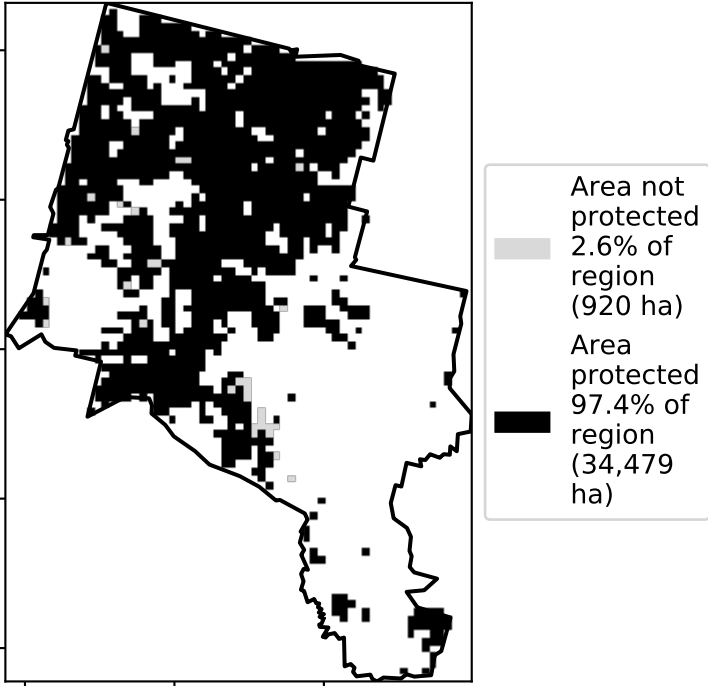 Area not
protected
2.6% of
region
(920 ha)
Area
protected
97.4% of
region
(34,479
ha)